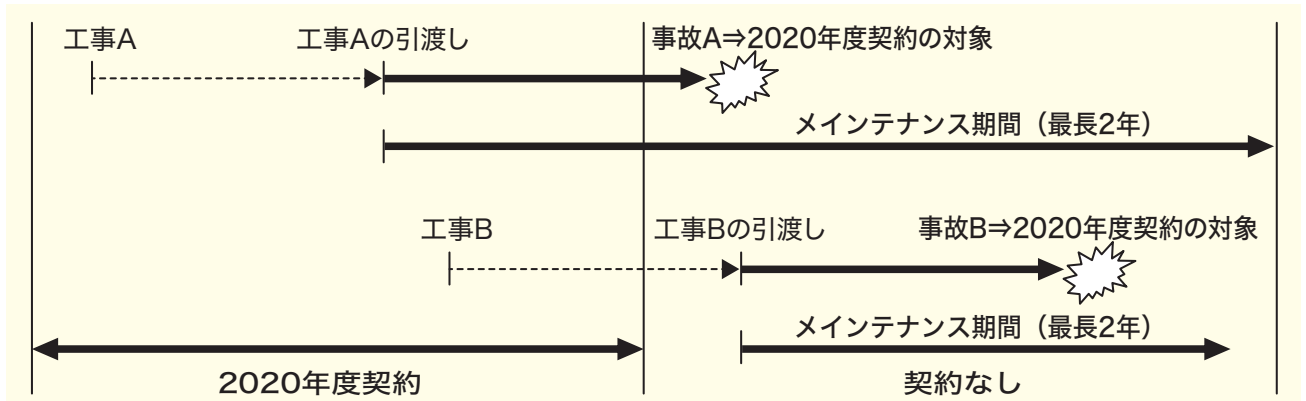 工事A 工事Aの引渡し 事故A⇒2020年度契約の対象
メインテナンス期間（最長2年）
工事B 工事Bの引渡し 事故B⇒2020年度契約の対象
メインテナンス期間（最長2年）
2020年度契約 契約なし